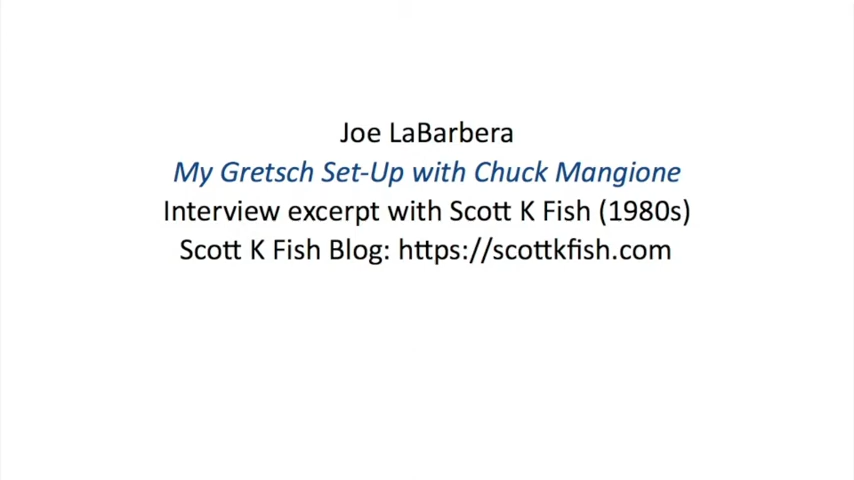 Joe LaBarbera
My Gretsch Set-Up with Chuck Mangione
Interview excerpt with Scott K Fish (1980s)
Scott K Fish Blog: https://scottkfish.com